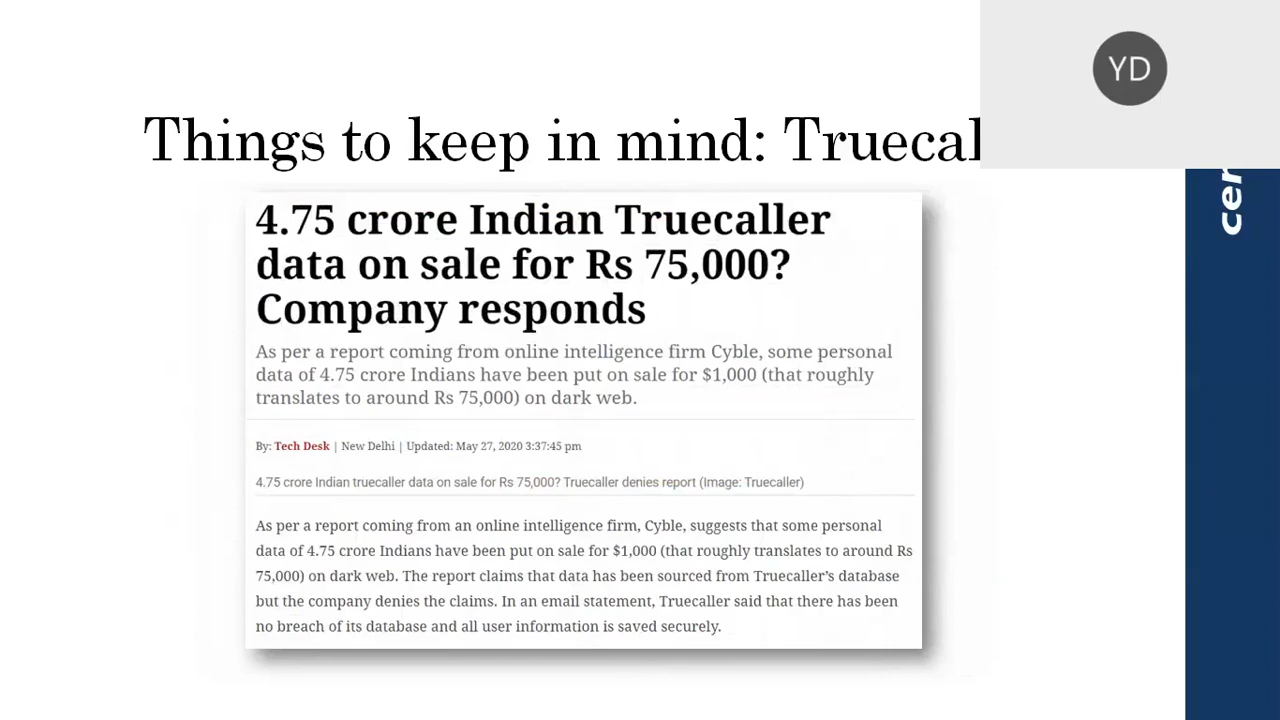 YD
Things to keep in mind: Truecal
cer
4.75 crore Indian Truecaller
data on sale for Rs 75,000?
Company responds
As per a report coming from online intelligence firm Cyble, some personal
data of 4.75 crore Indians have been put on sale for $1,000 (that roughly
translates to around Rs 75,000) on dark web.
By: Tech Desk | New Delhi | Updated: May 27, 2020 3:37:45 pm
4.75 crore Indian truecaller data on sale for Rs 75,000? Truecaller denies report (Image: Truecaller)
As per a report coming from an online intelligence firm, Cyble, suggests that some personal
data of 4.75 crore Indians have been put on sale for $1,000 (that roughly translates to around Rs
75,000) on dark web. The report claims that data has been sourced from Truecaller's database
but the company denies the claims. In an email statement, Truecaller said that there has been
no breach of its database and all user information is saved securely.